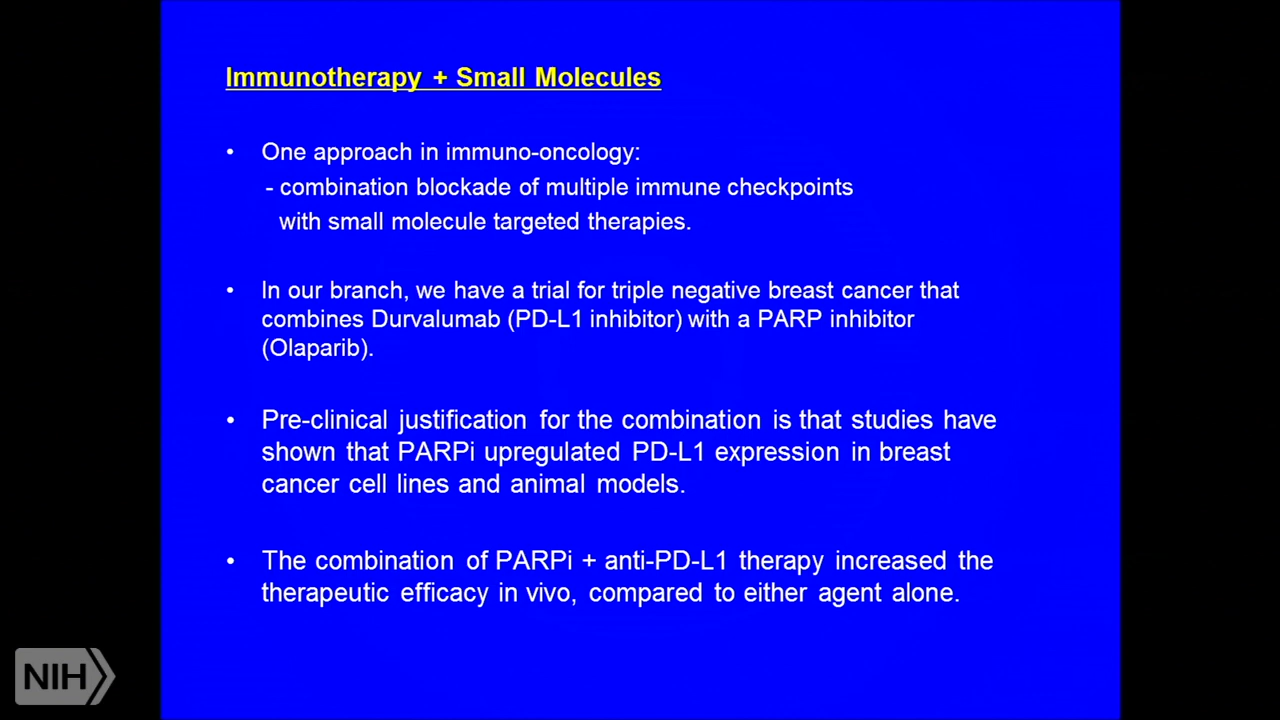 Immunotherapy + Small Molecules
• One approach in immuno-oncology:
- combination blockade of multiple immune checkpoints
with small molecule targeted therapies.
• In our branch, we have a trial for triple negative breast cancer that
combines Durvalumab (PD-L1 inhibitor) with a PARP inhibitor
(Olaparib).
• Pre-clinical justification for the combination is that studies have
shown that PARPi upregulated PD-L1 expression in breast
cancer cell lines and animal models.
• The combination of PARPi + anti-PD-L1 therapy increased the
therapeutic efficacy in vivo, compared to either agent alone.
NIH